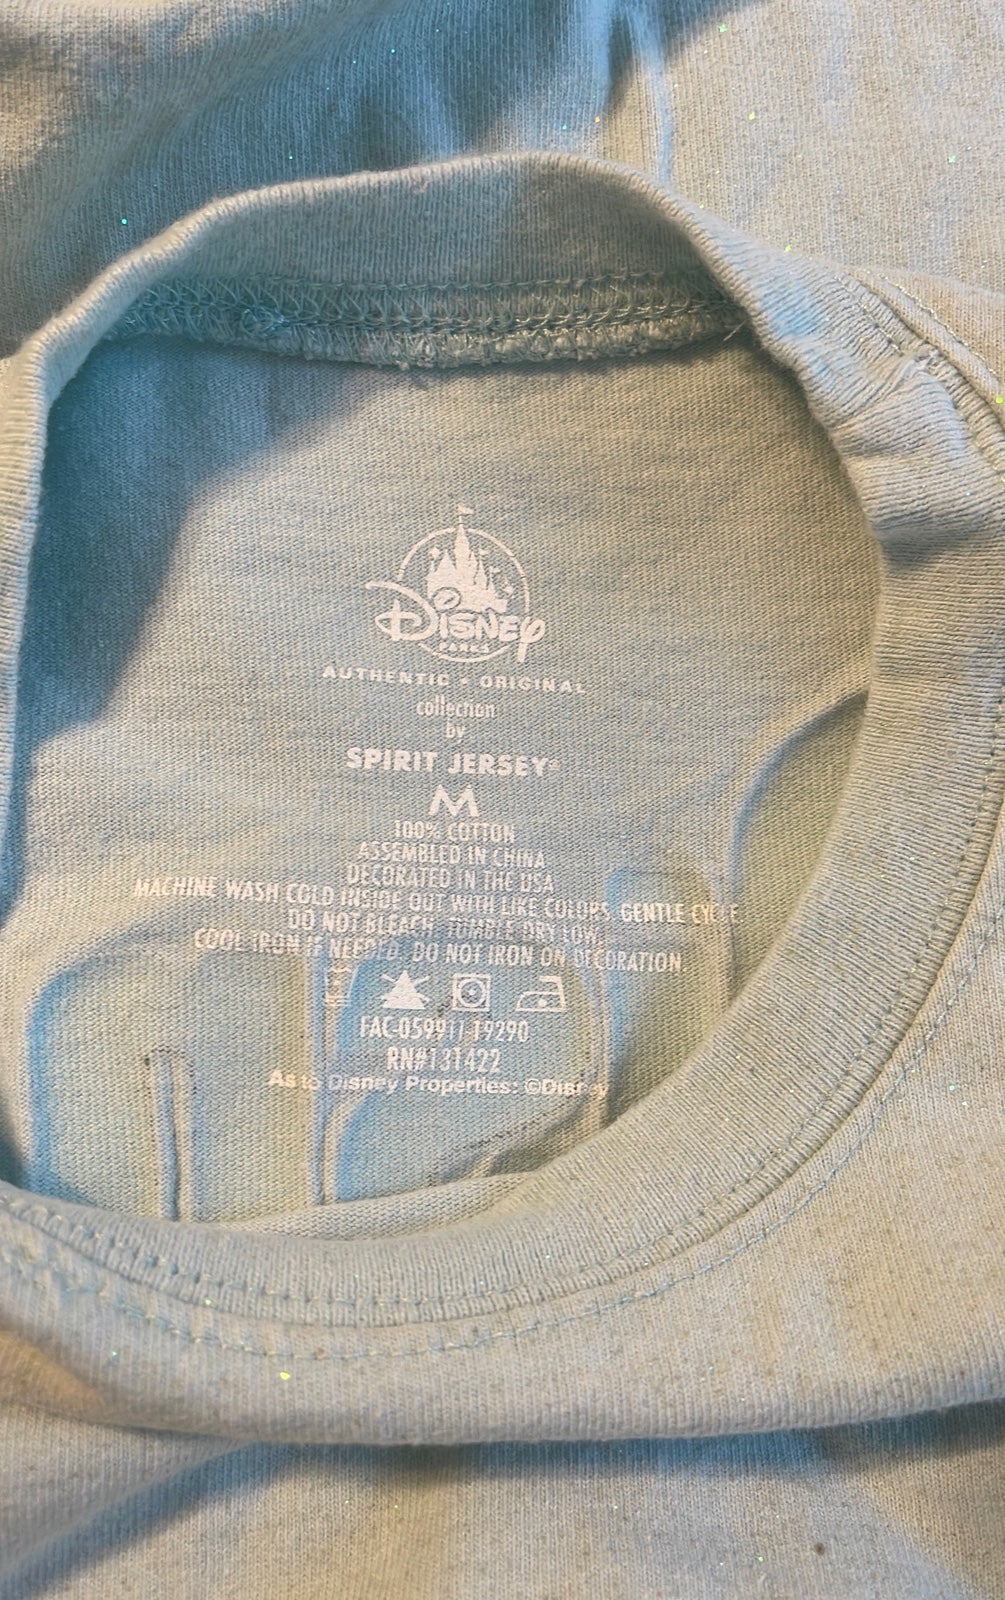 Disney
PARKS
AUTHENTIC • ORIGINAL
collection
by
SPIRIT JERSEY®
M
100% COTTON
ASSEMBLED IN CHINA
DECORATED IN THE USA
MACHINE WASH COLD INSIDE OUT WITH LIKE COLORS, GENTLE CYCLE
DO NOT BLEACH, TUMBLE DRY LOW,
COOL IRON IF NEEDED. DO NOT IRON ON DECORATION.
RN#131422
As to Disney Properties: ©Disney